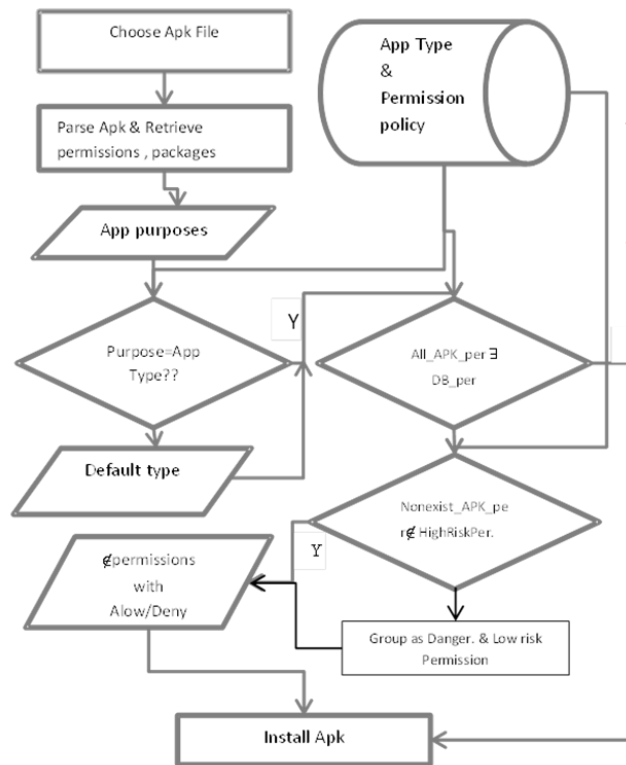 Choose Apk File
App Type
&
Permission
policy
Parse Apk & Retrieve
permissions , packages
App purposes
Y
Purpose=App
Type??
All_APK_per ∃
DB_per
Default type
Nonexist_APK_pe
r∉HighRiskPer.
Y
∉permissions
with
Alow/Deny
Group as Danger. & Low risk
Permission
Install Apk